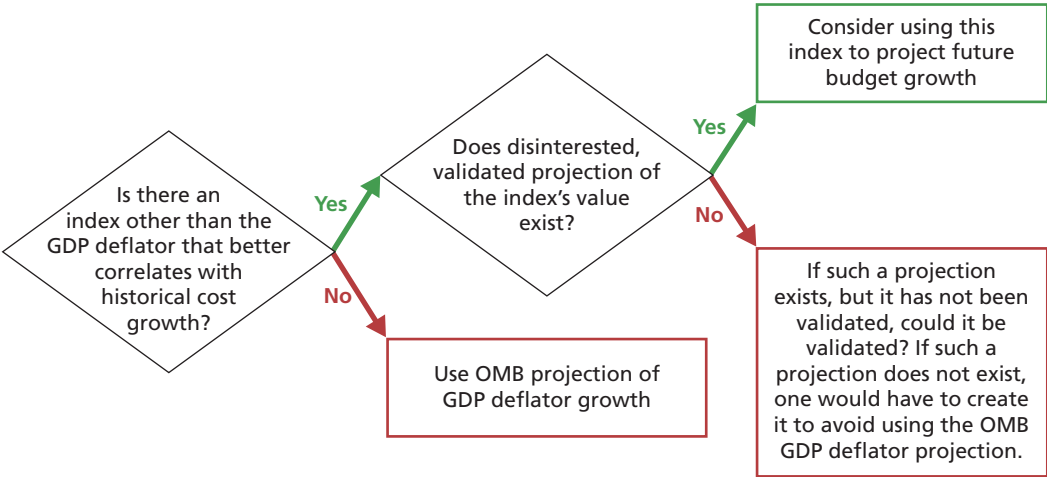 Is there an
index other than the
GDP deflator that better
correlates with
historical cost
growth?
Yes
No
Use OMB projection of
GDP deflator growth
Does disinterested,
validated projection of
the index’s value
exist?
Yes
No
Consider using this
index to project future
budget growth
If such a projection
exists, but it has not been
validated, could it be
validated? If such a
projection does not exist,
one would have to create
it to avoid using the OMB
GDP deflator projection.